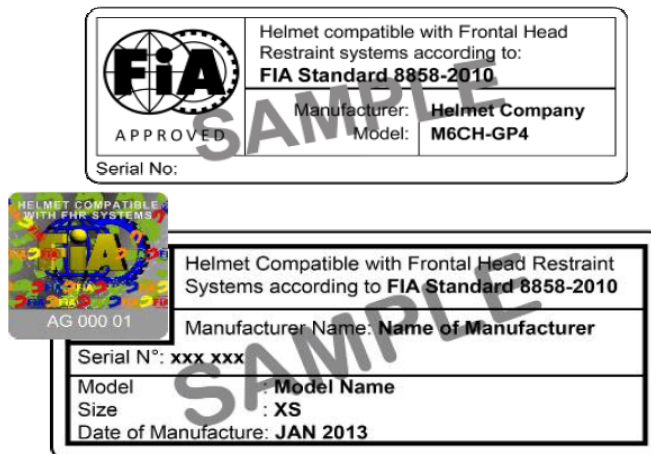 FIA
APPROVED
Helmet compatible with Frontal Head
Restraint systems according to:
FIA Standard 8858-2010
Manufacturer: Helmet Company
Model: M6CH-GP4
Serial No:
SAMPLE
HELMET COMPATIBLE
WITH FHR SYSTEMS
FIA
AG 000 01
Helmet Compatible with Frontal Head Restraint
Systems according to FIA Standard 8858-2010
Manufacturer Name: Name of Manufacturer
Serial N°: xxx xxx
Model : Model Name
Size : XS
Date of Manufacture: JAN 2013
SAMPLE